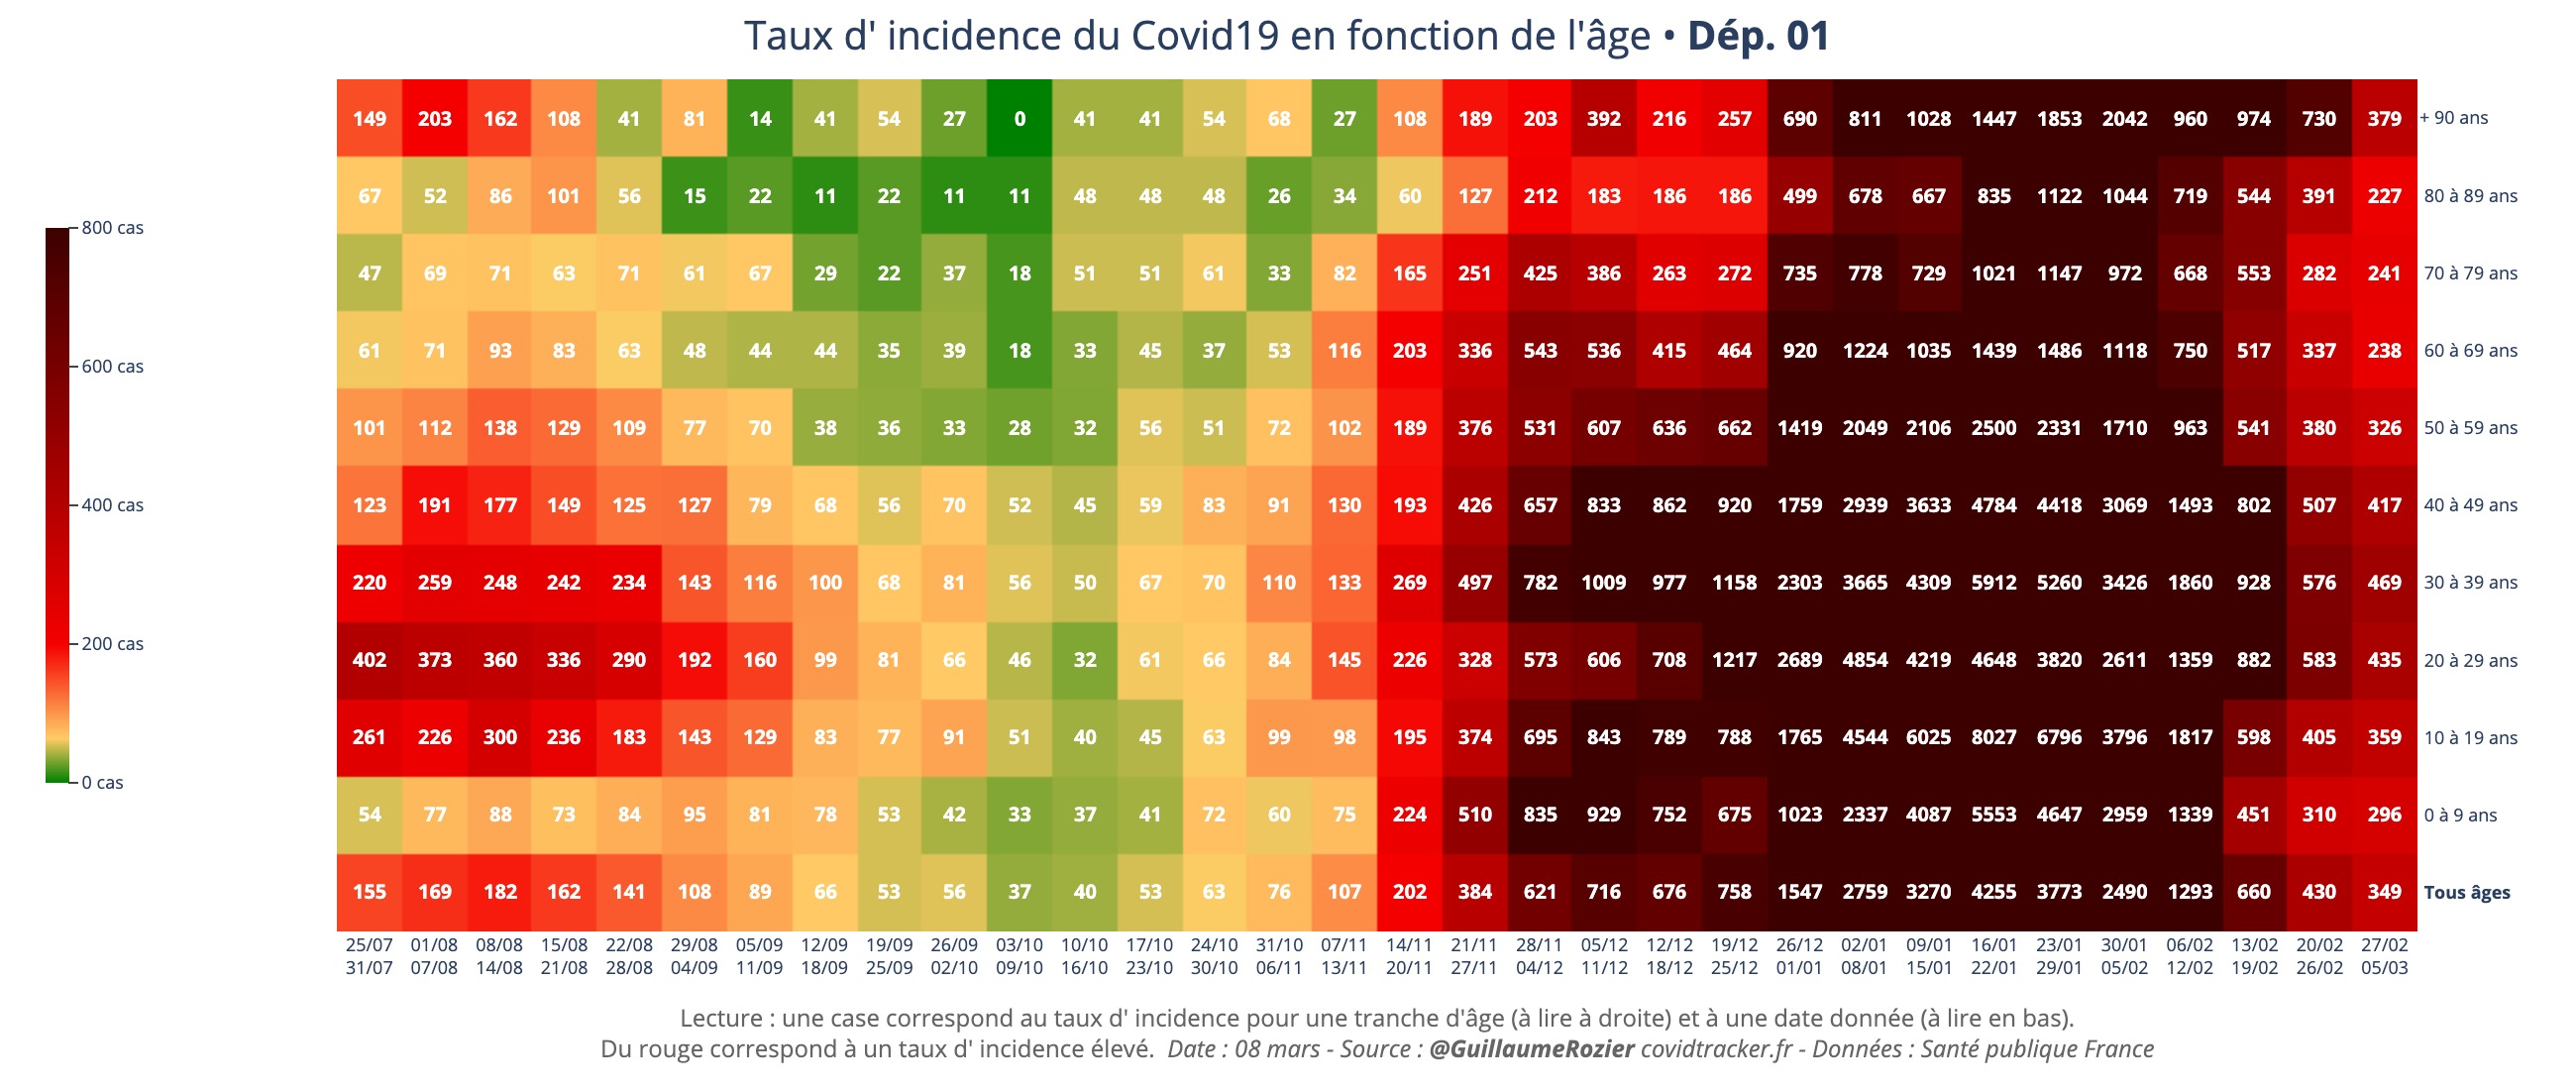 Taux d' incidence du Covid19 en fonction de l'âge • Dép. 01
149 203 162 108 41 81 14 41 54 27 0 41 41 54 68 27 108 189 203 392 216 257 690 811 1028 1447 1853 2042 960 974 730 379 + 90 ans
67 52 86 101 56 15 22 11 22 11 11 48 48 48 26 34 60 127 212 183 186 186 499 678 667 835 1122 1044 719 544 391 227 80 à 89 ans
800 cas
47 69 71 63 71 61 67 29 22 37 18 51 51 61 33 82 165 251 425 386 263 272 735 778 729 1021 1147 972 668 553 282 241 70 à 79 ans
61 71 93 83 63 48 44 44 35 39 18 33 45 37 53 116 203 336 543 536 415 464 920 1224 1035 1439 1486 1118 750 517 337 238 60 à 69 ans
600 cas
101 112 138 129 109 77 70 38 36 33 28 32 56 51 72 102 189 376 531 607 636 662 1419 2049 2106 2500 2331 1710 963 541 380 326 50 à 59 ans
400 cas
123 191 177 149 125 127 79 68 56 70 52 45 59 83 91 130 193 426 657 833 862 920 1759 2939 3633 4784 4418 3069 1493 802 507 417 40 à 49 ans
220 259 248 242 234 143 116 100 68 81 56 50 67 70 110 133 269 497 782 1009 977 1158 2303 3665 4309 5912 5260 3426 1860 928 576 469 30 à 39 ans
200 cas
402 373 360 336 290 192 160 99 81 66 46 32 61 66 84 145 226 328 573 606 708 1217 2689 4854 4219 4648 3820 2611 1359 882 583 435 20 à 29 ans
261 226 300 236 183 143 129 83 77 91 51 40 45 63 99 98 195 374 695 843 789 788 1765 4544 6025 8027 6796 3796 1817 598 405 359 10 à 19 ans
0 cas
54 77 88 73 84 95 81 78 53 42 33 37 41 72 60 75 224 510 835 929 752 675 1023 2337 4087 5553 4647 2959 1339 451 310 296 0 à 9 ans
155 169 182 162 141 108 89 66 53 56 37 40 53 63 76 107 202 384 621 716 676 758 1547 2759 3270 4255 3773 2490 1293 660 430 349 Tous âges
25/07 01/08 08/08 15/08 22/08 29/08 05/09 12/09 19/09 26/09 03/10 10/10 17/10 24/10 31/10 07/11 14/11 21/11 28/11 05/12 12/12 19/12 26/12 02/01 09/01 16/01 23/01 30/01 06/02 13/02 20/02 27/02
31/07 07/08 14/08 21/08 28/08 04/09 11/09 18/09 25/09 02/10 09/10 16/10 23/10 30/10 06/11 13/11 20/11 27/11 04/12 11/12 18/12 25/12 01/01 08/01 15/01 22/01 29/01 05/02 12/02 19/02 26/02 05/03
Lecture : une case correspond au taux d' incidence pour une tranche d'âge (à lire à droite) et à une date donnée (à lire en bas).
Du rouge correspond à un taux d' incidence élevé. Date : 08 mars - Source : @GuillaumeRozier covidtracker.fr - Données : Santé publique France